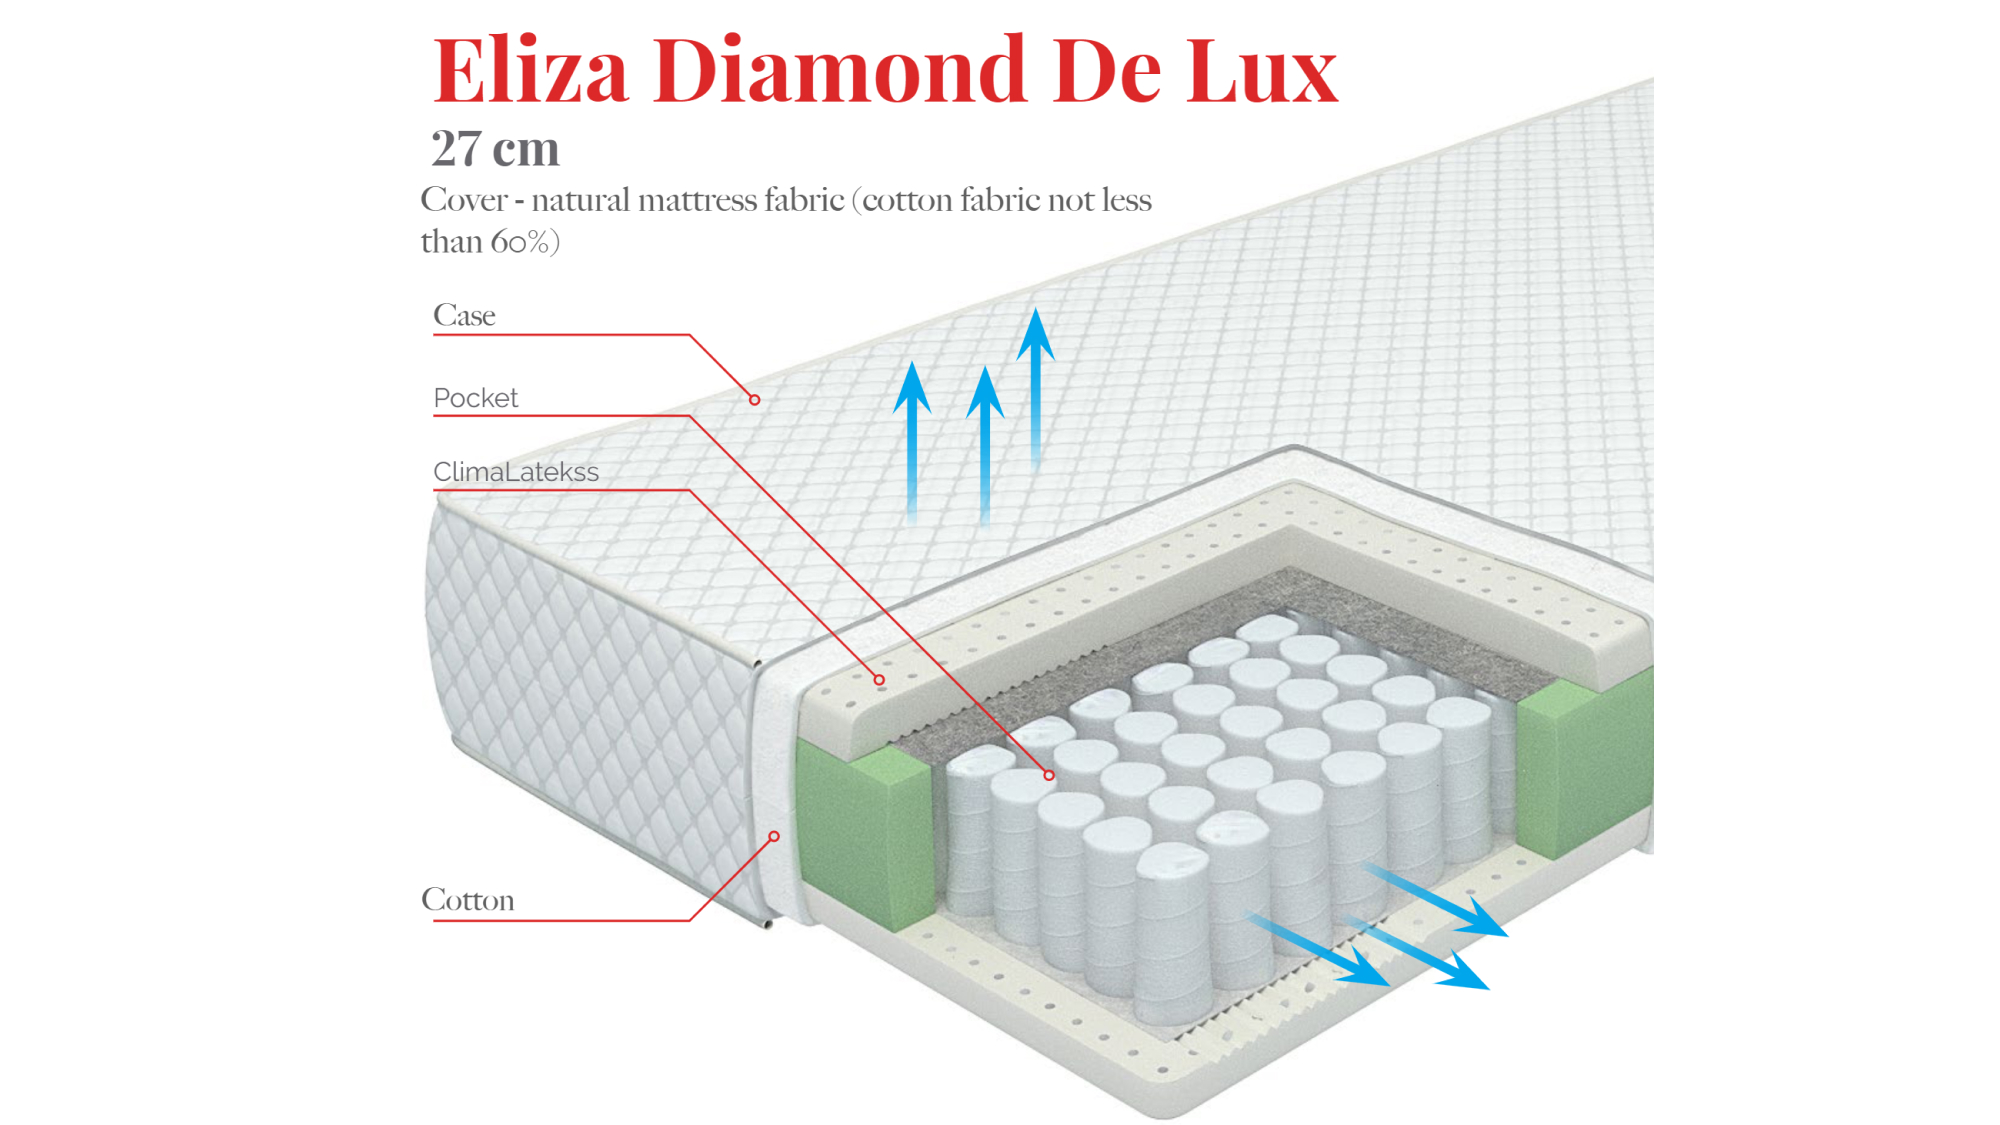 Eliza Diamond De Lux
27 cm
Cover - natural mattress fabric (cotton fabric not less
than 60%)
Case
Pocket
ClimaLatekss
Cotton